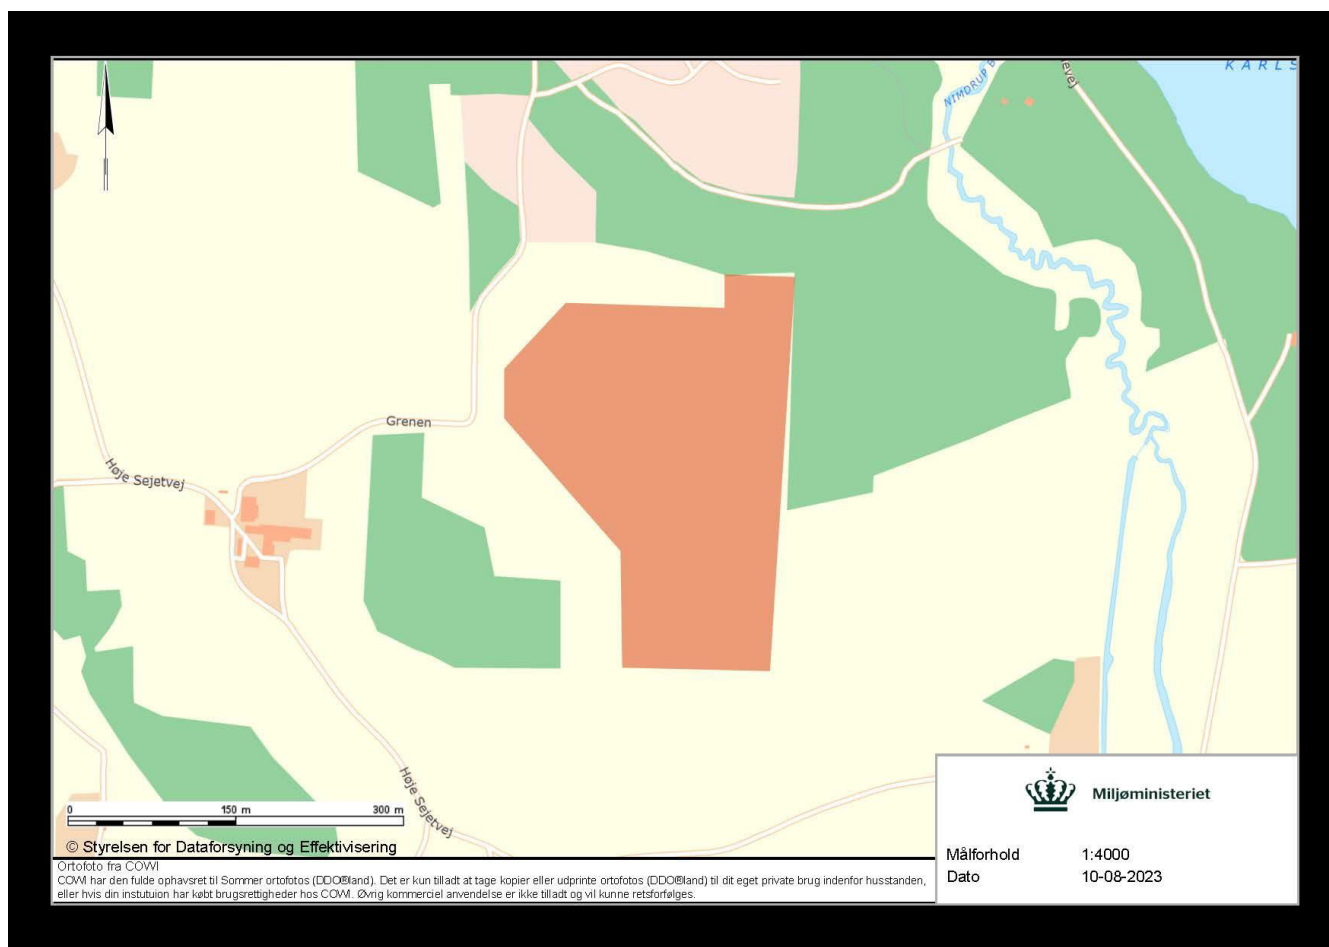 KARLS
NIMDRUP B
evej
Grenen
Høje Sejetvej
Høje Sejetvej
0 150 m 300 m
© Styrelsen for Dataforsyning og Effektivisering
Ortofoto fra COWI
COWI har den fulde ophavsret til Sommer ortofotos (DDO®land). Det er kun tilladt at tage kopier eller udprinte ortofotos (DDO®land) til dit eget private brug indenfor husstanden,
eller hvis din instutuion har købt brugsrettigheder hos COWI. Øvrig kommerciel anvendelse er ikke tilladt og vil kunne retsforfølges.
Miljøministeriet
Målforhold 1:4000
Dato 10-08-2023